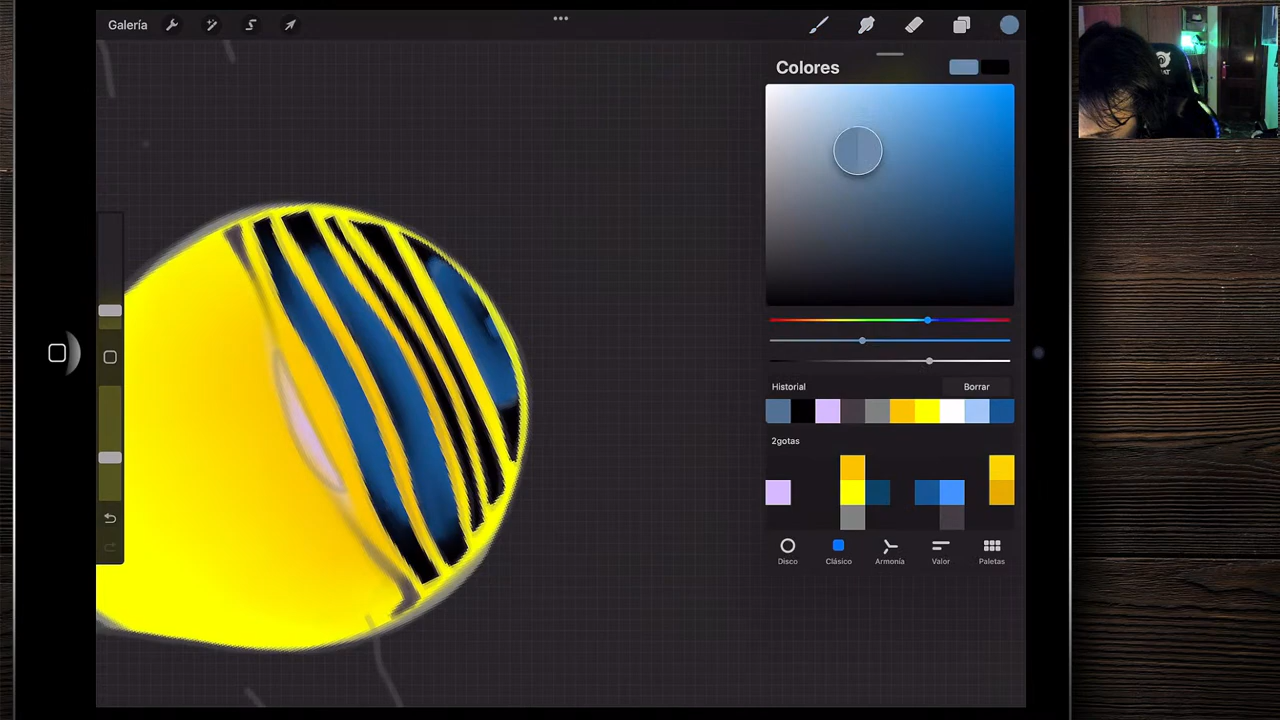 Galería
Colores
Historial
Borrar
2gotas
Disco
Clásico
Armonía
Valor
Paletas